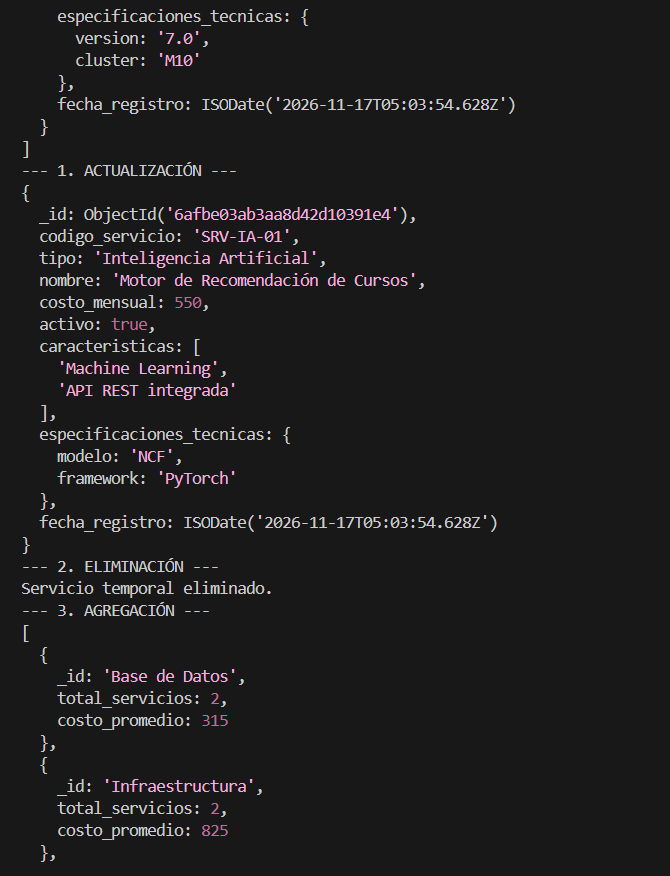 especificaciones_tecnicas: {
version: '7.0',
cluster: 'M10'
},
fecha_registro: ISODate('2026-11-17T05:03:54.628Z')
}
]
--- 1. ACTUALIZACIÓN ---
{
_id: ObjectId('6afbe03ab3aa8d42d10391e4'),
codigo_servicio: 'SRV-IA-01',
tipo: 'Inteligencia Artificial',
nombre: 'Motor de Recomendación de Cursos',
costo_mensual: 550,
activo: true,
caracteristicas: [
'Machine Learning',
'API REST integrada'
],
especificaciones_tecnicas: {
modelo: 'NCF',
framework: 'PyTorch'
},
fecha_registro: ISODate('2026-11-17T05:03:54.628Z')
}
--- 2. ELIMINACIÓN ---
Servicio temporal eliminado.
--- 3. AGREGACIÓN ---
[
{
_id: 'Base de Datos',
total_servicios: 2,
costo_promedio: 315
},
{
_id: 'Infraestructura',
total_servicios: 2,
costo_promedio: 825
},